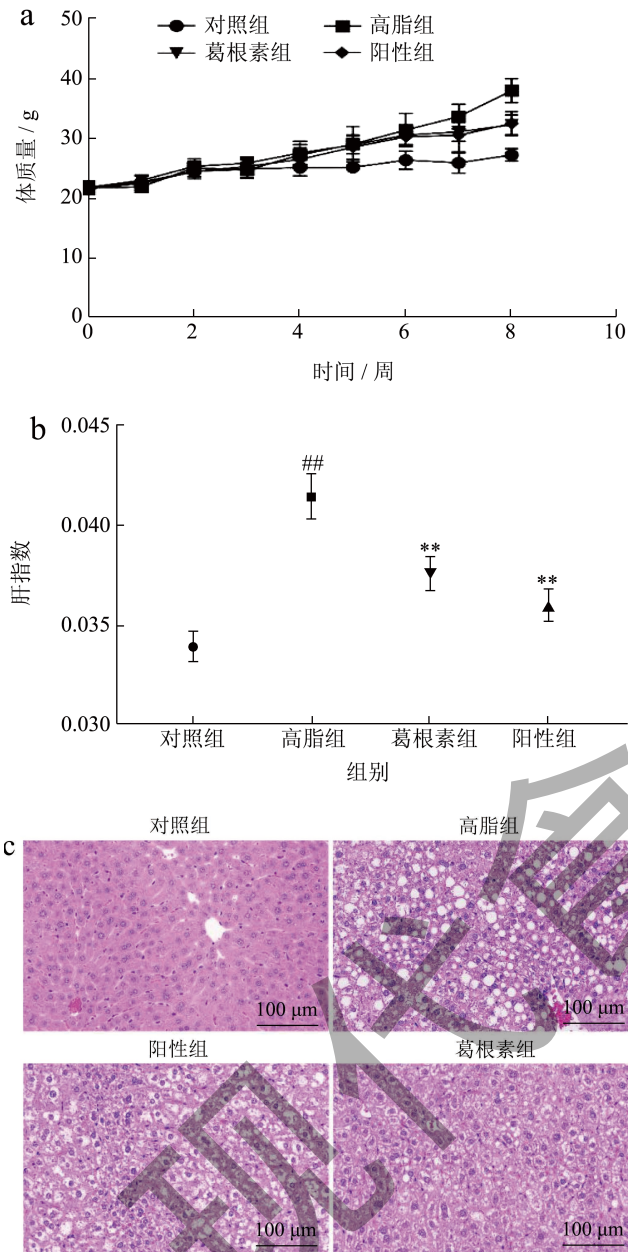 a
50
40
30
20
10
0
体质量 / g
对照组 高脂组
葛根素组 阳性组
0 2 4 6 8 10
时间 / 周
b
0.045
0.040
0.035
0.030
肝指数
##
**
**
对照组 高脂组 葛根素组 阳性组
组别
c
对照组 高脂组
100 μm 100 μm
阳性组 葛根素组
100 μm 100 μm